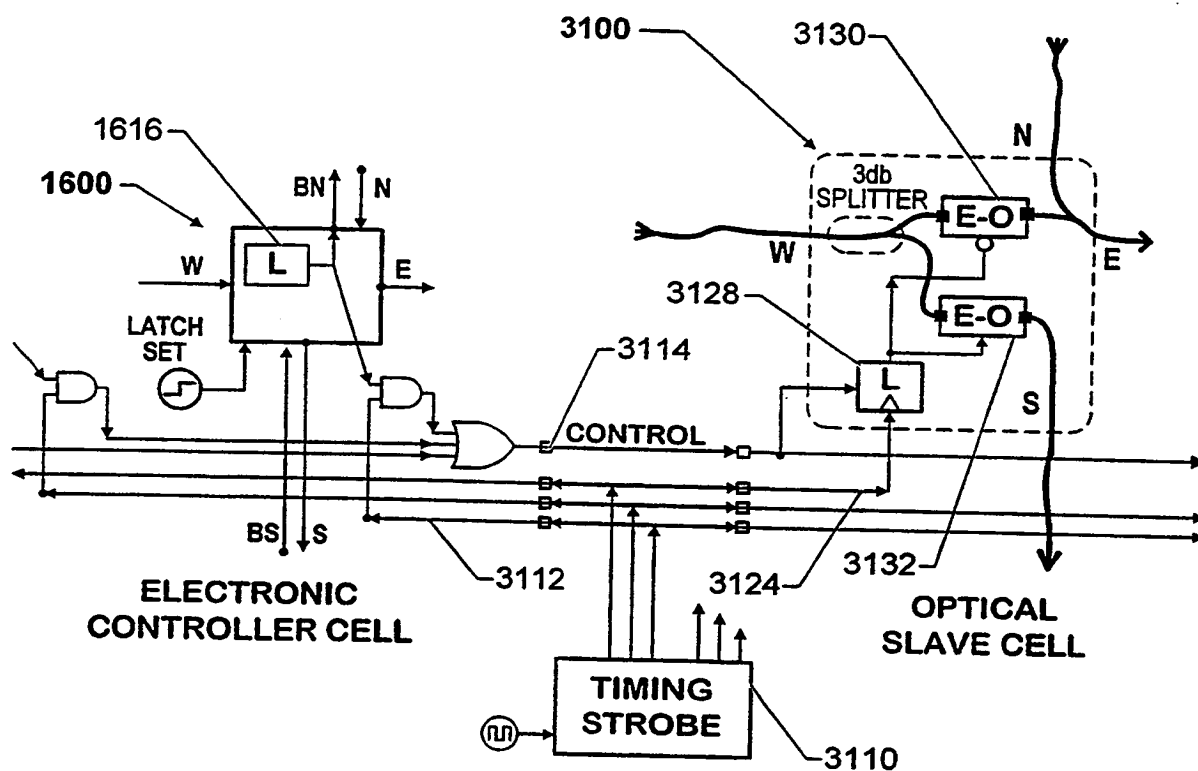 3100
3130
1616
1600
BN
N
L
W
E
LATCH
SET
3db
SPLITTER
N
E-O
W
E
3128
E-O
3114
L
S
CONTROL
BS
S
3112
3124
3132
ELECTRONIC
CONTROLLER CELL
OPTICAL
SLAVE CELL
TIMING
STROBE
3110